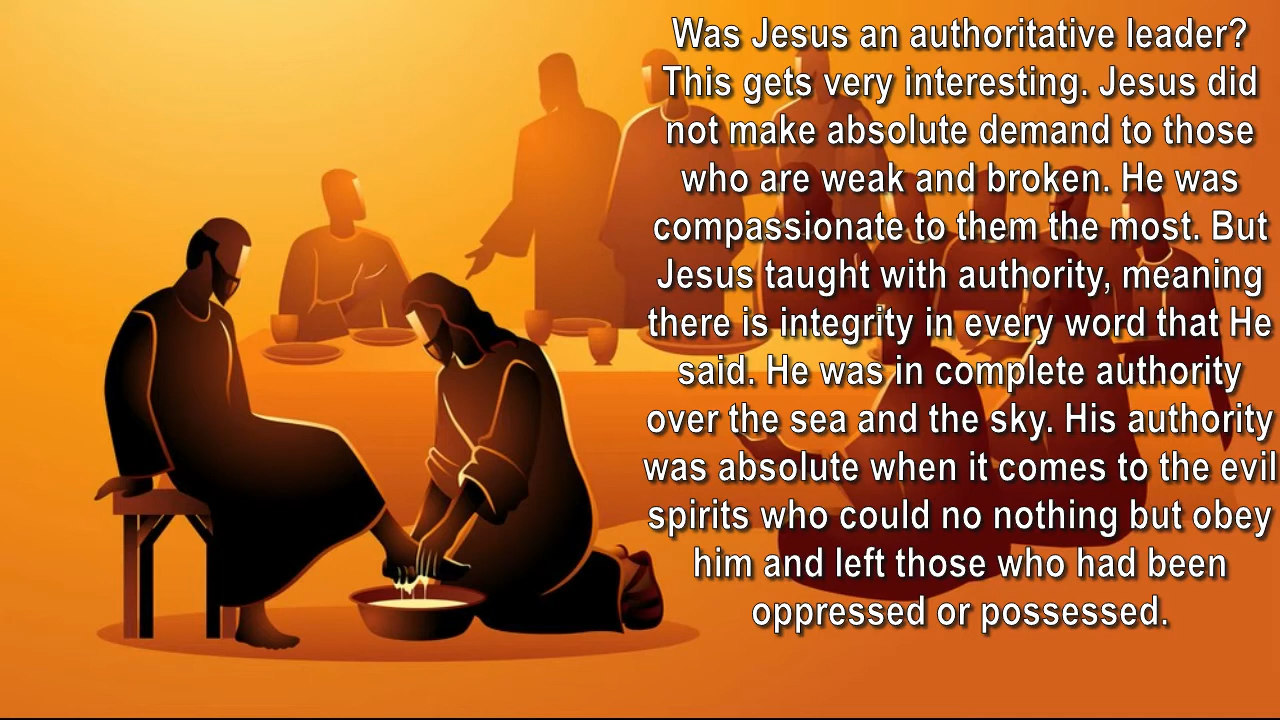 Was Jesus an authoritative leader?
This gets very interesting. Jesus did
not make absolute demand to those
who are weak and broken. He was
compassionate to them the most. But
Jesus taught with authority, meaning
there is integrity in every word that He
said. He was in complete authority
over the sea and the sky. His authority
was absolute when it comes to the evil
spirits who could no nothing but obey
him and left those who had been
oppressed or possessed.